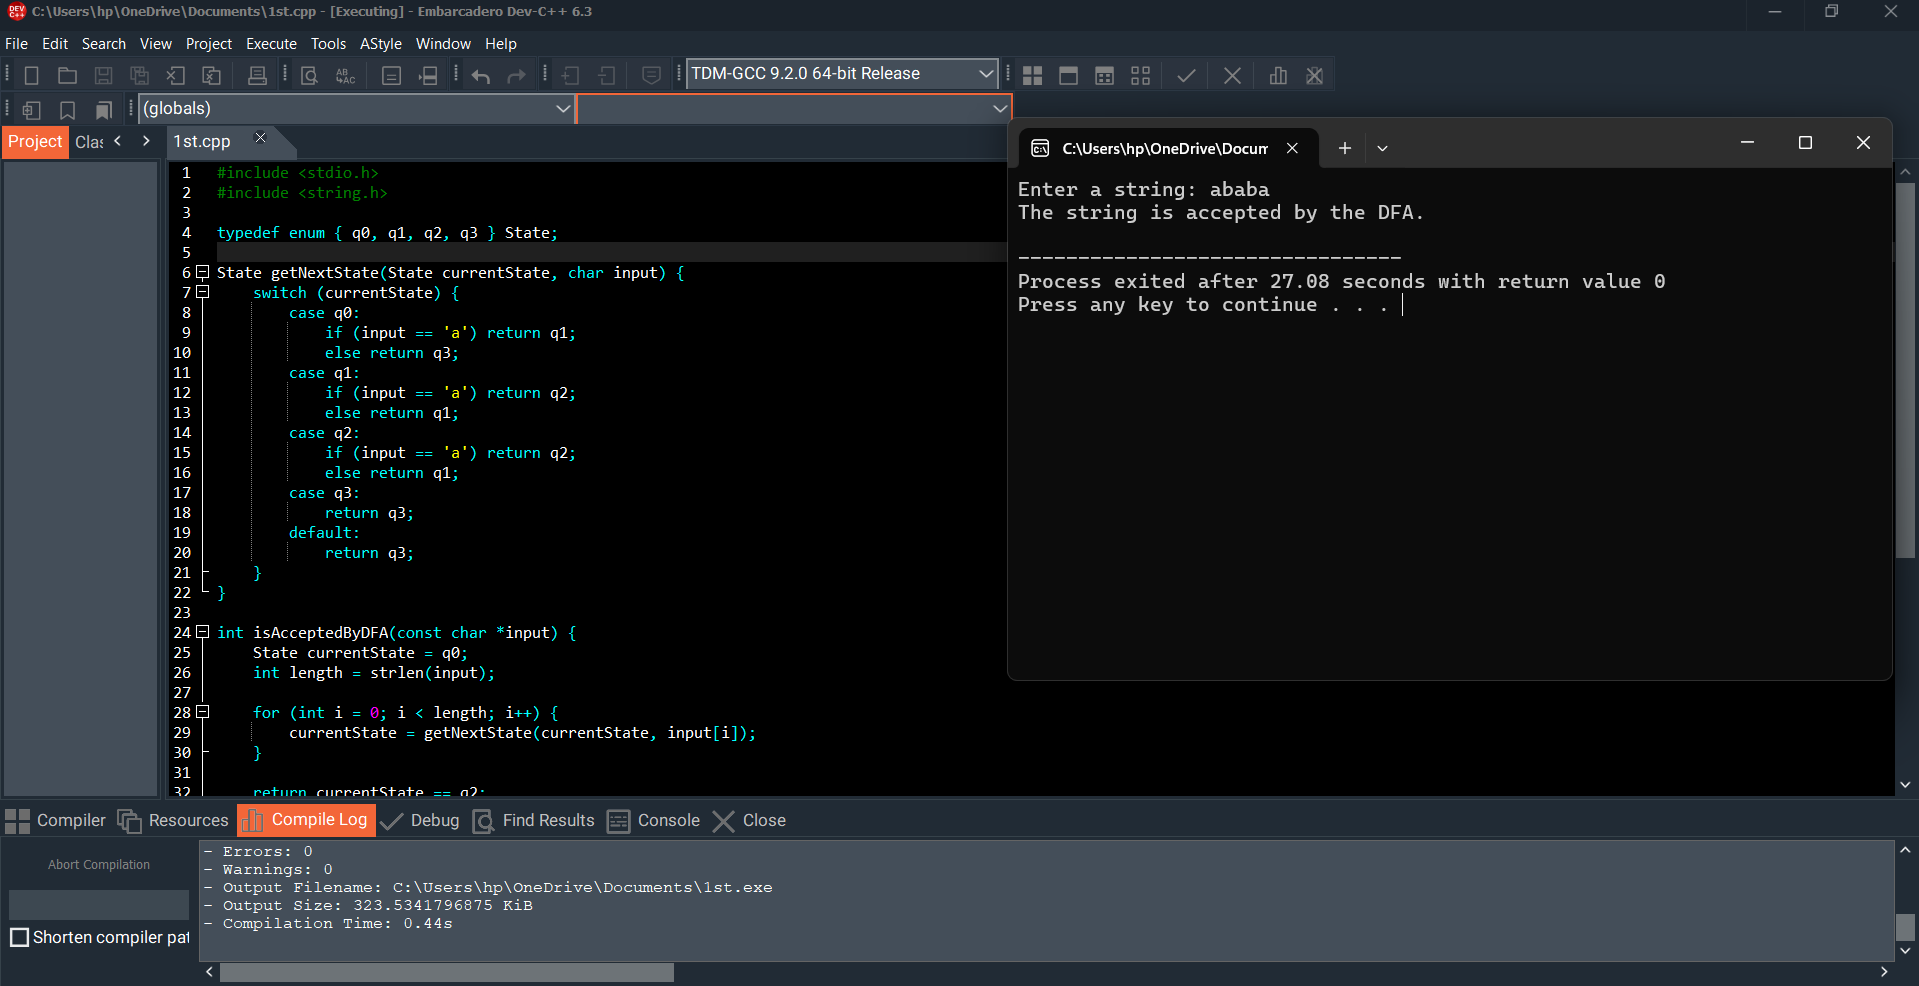 C:\Users\hp\OneDrive\Documents\1st.cpp - [Executing] - Embarcadero Dev-C++ 6.3
File Edit Search View Project Execute Tools AStyle Window Help
TDM-GCC 9.2.0 64-bit Release
(globals)
Project Clas
1st.cpp
1 #include <stdio.h>
2 #include <string.h>
3
4 typedef enum { q0, q1, q2, q3 } State;
5
6 State getNextState(State currentState, char input) {
7     switch (currentState) {
8         case q0:
9             if (input == 'a') return q1;
10             else return q3;
11         case q1:
12             if (input == 'a') return q2;
13             else return q1;
14         case q2:
15             if (input == 'a') return q2;
16             else return q1;
17         case q3:
18             return q3;
19         default:
20             return q3;
21     }
22 }
23
24 int isAcceptedByDFA(const char *input) {
25     State currentState = q0;
26     int length = strlen(input);
27
28     for (int i = 0; i < length; i++) {
29         currentState = getNextState(currentState, input[i]);
30     }
31
32     return currentState == q2;
C:\Users\hp\OneDrive\Docum
Enter a string: ababa
The string is accepted by the DFA.
--------------------------------
Process exited after 27.08 seconds with return value 0
Press any key to continue . . .
Compiler Resources Compile Log Debug Find Results Console Close
Abort Compilation
Shorten compiler pat
- Errors: 0
- Warnings: 0
- Output Filename: C:\Users\hp\OneDrive\Documents\1st.exe
- Output Size: 323.5341796875 KiB
- Compilation Time: 0.44s